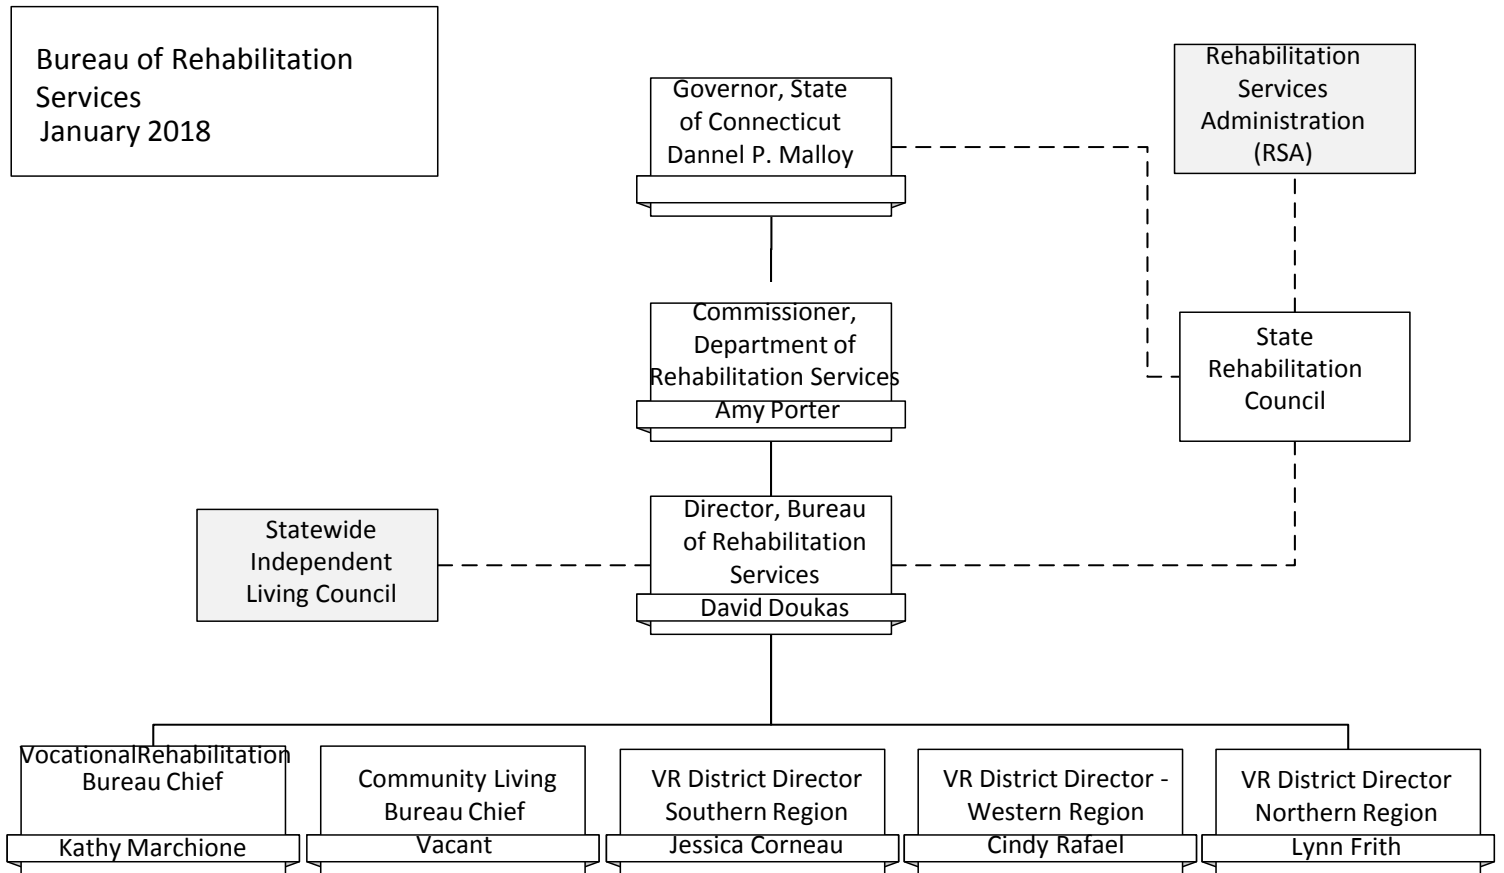 Bureau of Rehabilitation
Services
January 2018
Governor, State
of Connecticut
Dannel P. Malloy
Rehabilitation
Services
Administration
(RSA)
Commissioner,
Department of
Rehabilitation Services
Amy Porter
State
Rehabilitation
Council
Statewide
Independent
Living Council
Director, Bureau
of Rehabilitation
Services
David Doukas
VocationalRehabilitation
Bureau Chief
Kathy Marchione
Community Living
Bureau Chief
Vacant
VR District Director
Southern Region
Jessica Corneau
VR District Director -
Western Region
Cindy Rafael
VR District Director
Northern Region
Lynn Frith